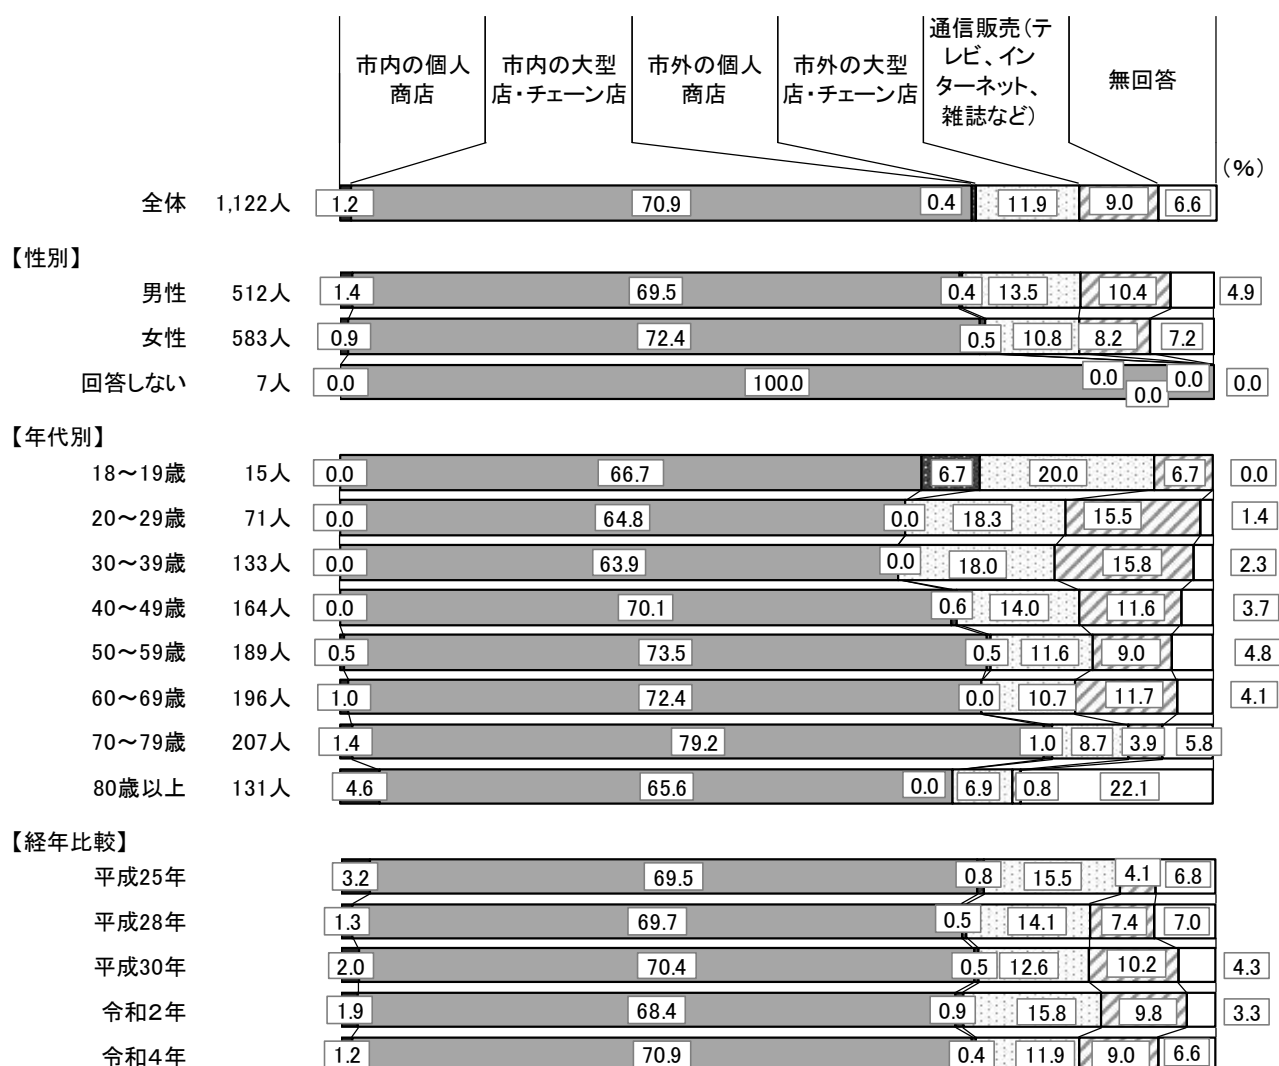 市内の個人
商店
市内の大型
店・チェーン店
市外の個人
商店
市外の大型
店・チェーン店
通信販売(テ
レビ、イン
ターネット、
雑誌など)
無回答
(%)
全体 1,122人 1.2 70.9 0.4 11.9 9.0 6.6
【性別】
男性 512人 1.4 69.5 0.4 13.5 10.4 4.9
女性 583人 0.9 72.4 0.5 10.8 8.2 7.2
回答しない 7人 0.0 100.0 0.0 0.0 0.0 0.0
【年代別】
18～19歳 15人 0.0 66.7 6.7 20.0 6.7 0.0
20～29歳 71人 0.0 64.8 0.0 18.3 15.5 1.4
30～39歳 133人 0.0 63.9 0.0 18.0 15.8 2.3
40～49歳 164人 0.0 70.1 0.6 14.0 11.6 3.7
50～59歳 189人 0.5 73.5 0.5 11.6 9.0 4.8
60～69歳 196人 1.0 72.4 0.0 10.7 11.7 4.1
70～79歳 207人 1.4 79.2 1.0 8.7 3.9 5.8
80歳以上 131人 4.6 65.6 0.0 6.9 0.8 22.1
【経年比較】
平成25年 3.2 69.5 0.8 15.5 4.1 6.8
平成28年 1.3 69.7 0.5 14.1 7.4 7.0
平成30年 2.0 70.4 0.5 12.6 10.2 4.3
令和2年 1.9 68.4 0.9 15.8 9.8 3.3
令和4年 1.2 70.9 0.4 11.9 9.0 6.6